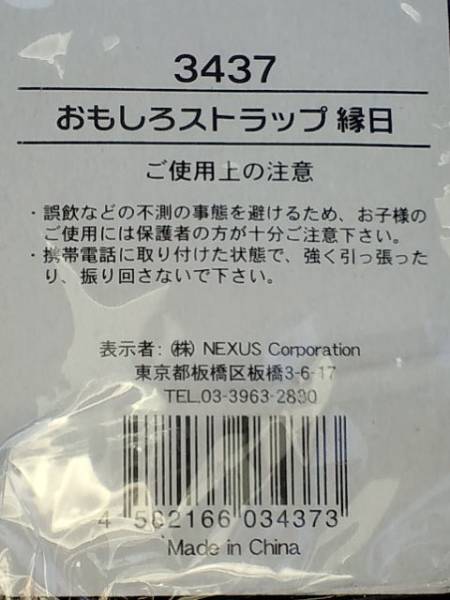 3437
おもしろストラップ 縁日
ご使用上の注意
・誤飲などの不測の事態を避けるため、お子様の
ご使用には保護者の方が十分ご注意下さい。
・携帯電話に取り付けた状態で、強く引っ張った
り、振り回さないで下さい。
表示者: ㈱ NEXUS Corporation
東京都板橋区板橋3-6-17
TEL.03-3963-2830
4 582166 034373
Made in China